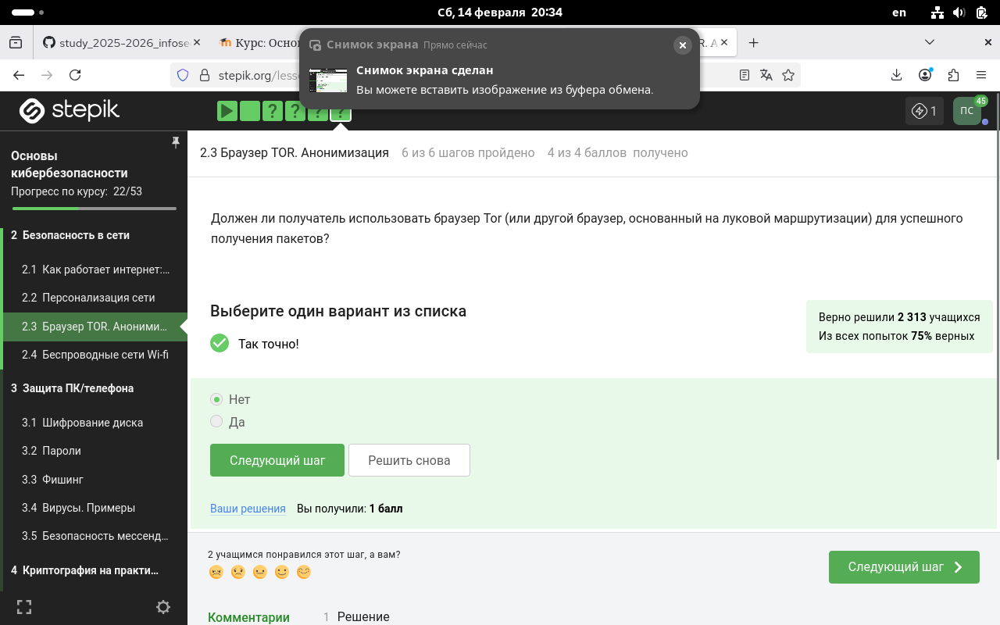 Сб, 14 февраля 20:34
en
study_2025-2026_infose
Курс: Осно
R. A
Снимок экрана Прямо сейчас
Снимок экрана сделан
Вы можете вставить изображение из буфера обмена.
stepik.org/less
stepik
1
ПС
45
Основы
кибербезопасности
Прогресс по курсу: 22/53
2.3 Браузер TOR. Анонимизация 6 из 6 шагов пройдено 4 из 4 баллов получено
2 Безопасность в сети
2.1 Как работает интернет:...
2.2 Персонализация сети
2.3 Браузер TOR. Аноними...
2.4 Беспроводные сети Wi-fi
3 Защита ПК/телефона
3.1 Шифрование диска
3.2 Пароли
3.3 Фишинг
3.4 Вирусы. Примеры
3.5 Безопасность мессенд...
4 Криптография на практи...
Должен ли получатель использовать браузер Tor (или другой браузер, основанный на луковой маршрутизации) для успешного
получения пакетов?
Выберите один вариант из списка
Так точно!
Верно решили 2 313 учащихся
Из всех попыток 75% верных
Нет
Да
Следующий шаг
Решить снова
Ваши решения Вы получили: 1 балл
2 учащимся понравился этот шаг, а вам?
Следующий шаг
Комментарии
1 Решение